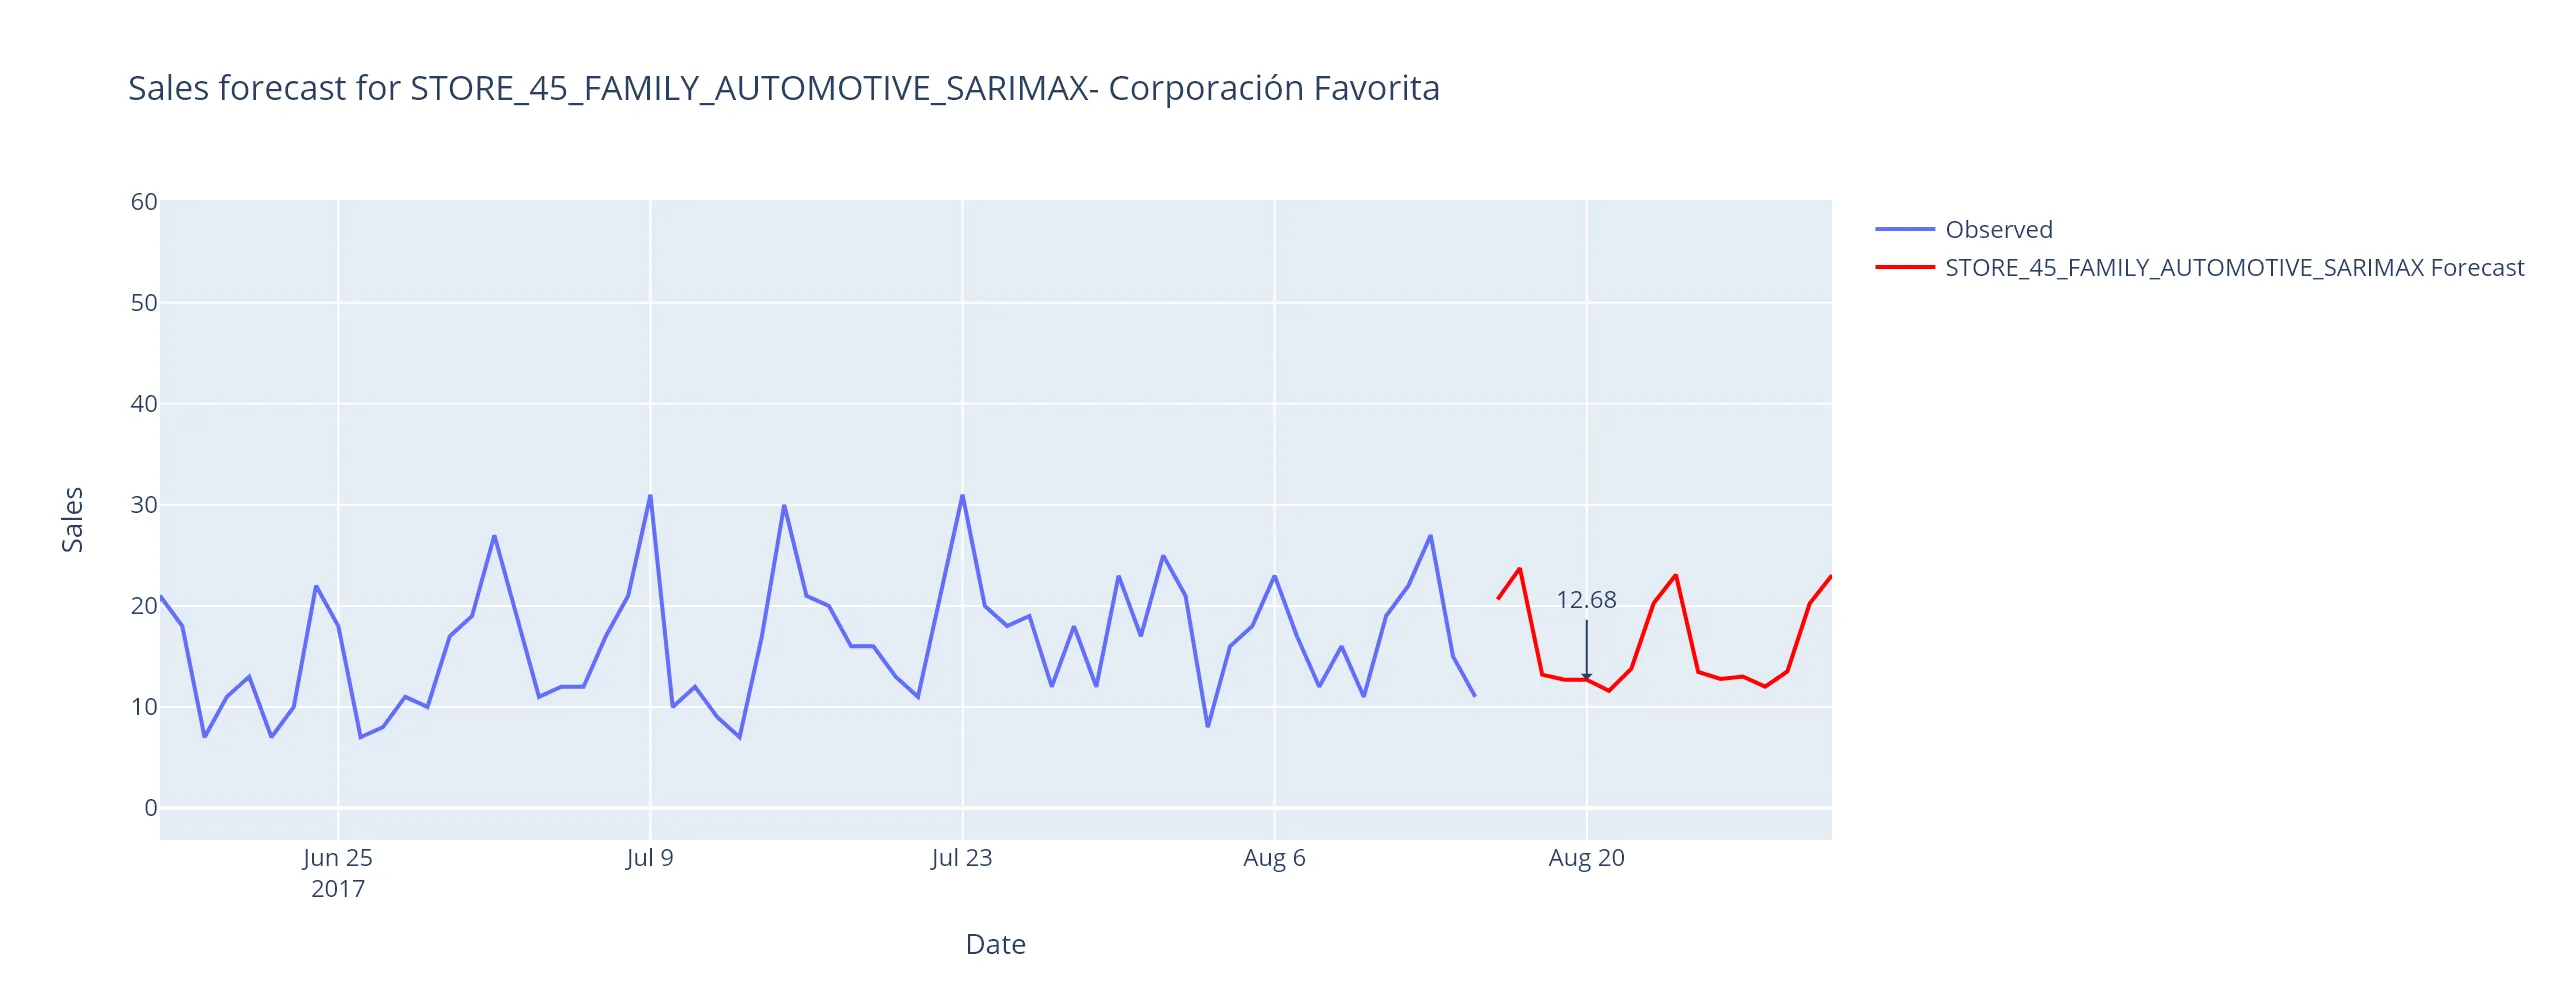 Sales forecast for STORE_45_FAMILY_AUTOMOTIVE_SARIMAX- Corporación Favorita
Observed
STORE_45_FAMILY_AUTOMOTIVE_SARIMAX Forecast
60
50
40
30
20
10
0
Sales
12.68
Jun 25
2017
Jul 9
Jul 23
Aug 6
Aug 20
Date